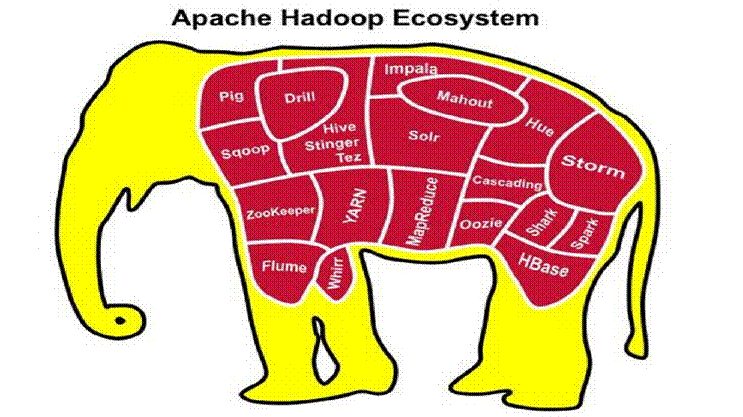 Apache Hadoop Ecosystem
Impala
Pig
Drill
Mahout
Hive
Stinger
Tez
Solr
Hue
Sqoop
Storm
Cascading
ZooKeeper
YARN
MapReduce
Oozie
Shark
Spark
Flume
Whirr
HBase